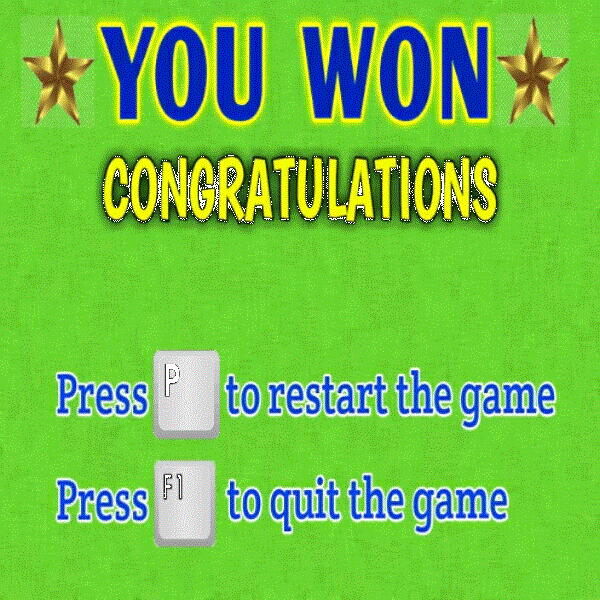 YOU WON
CONGRATULATIONS
Press P to restart the game
Press F1 to quit the game